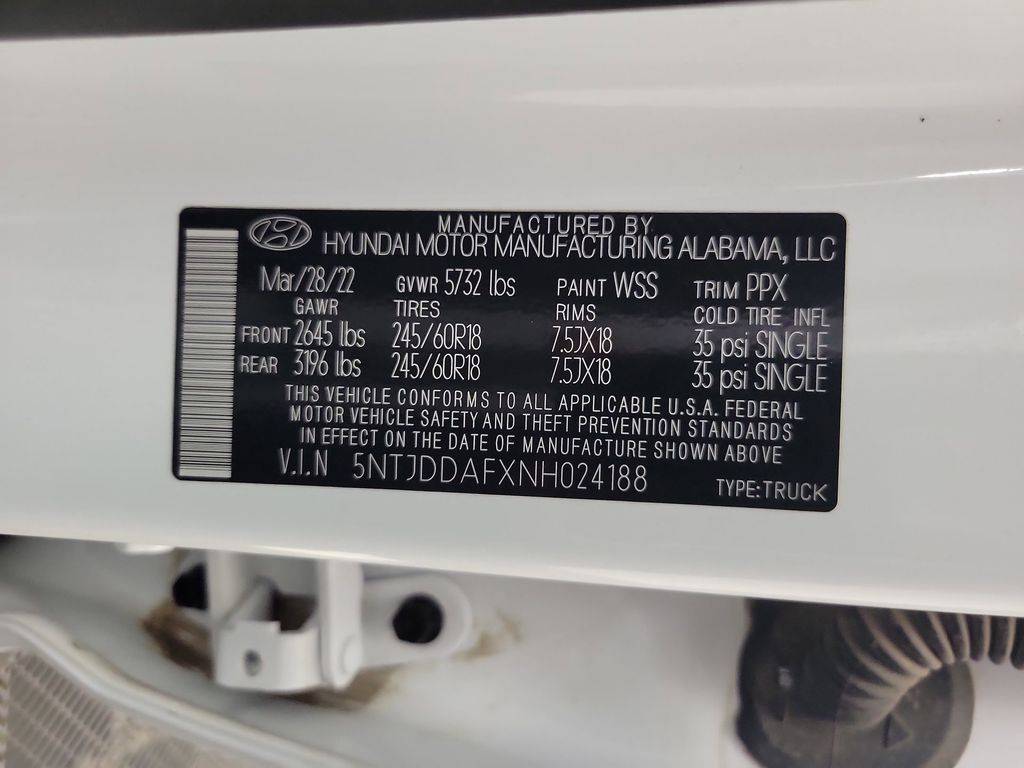 MANUFACTURED BY
HYUNDAI MOTOR MANUFACTURING ALABAMA, LLC
Mar/28/22 GVWR 5732 lbs PAINT WSS TRIM PPX
GAWR TIRES RIMS COLD TIRE INFL
FRONT 2645 lbs 245/60R18 7.5JX18 35 psi SINGLE
REAR 3196 lbs 245/60R18 7.5JX18 35 psi SINGLE
THIS VEHICLE CONFORMS TO ALL APPLICABLE U.S.A. FEDERAL
MOTOR VEHICLE SAFETY AND THEFT PREVENTION STANDARDS
IN EFFECT ON THE DATE OF MANUFACTURE SHOWN ABOVE
V.I.N 5NTJDDAFXNH024188
TYPE:TRUCK